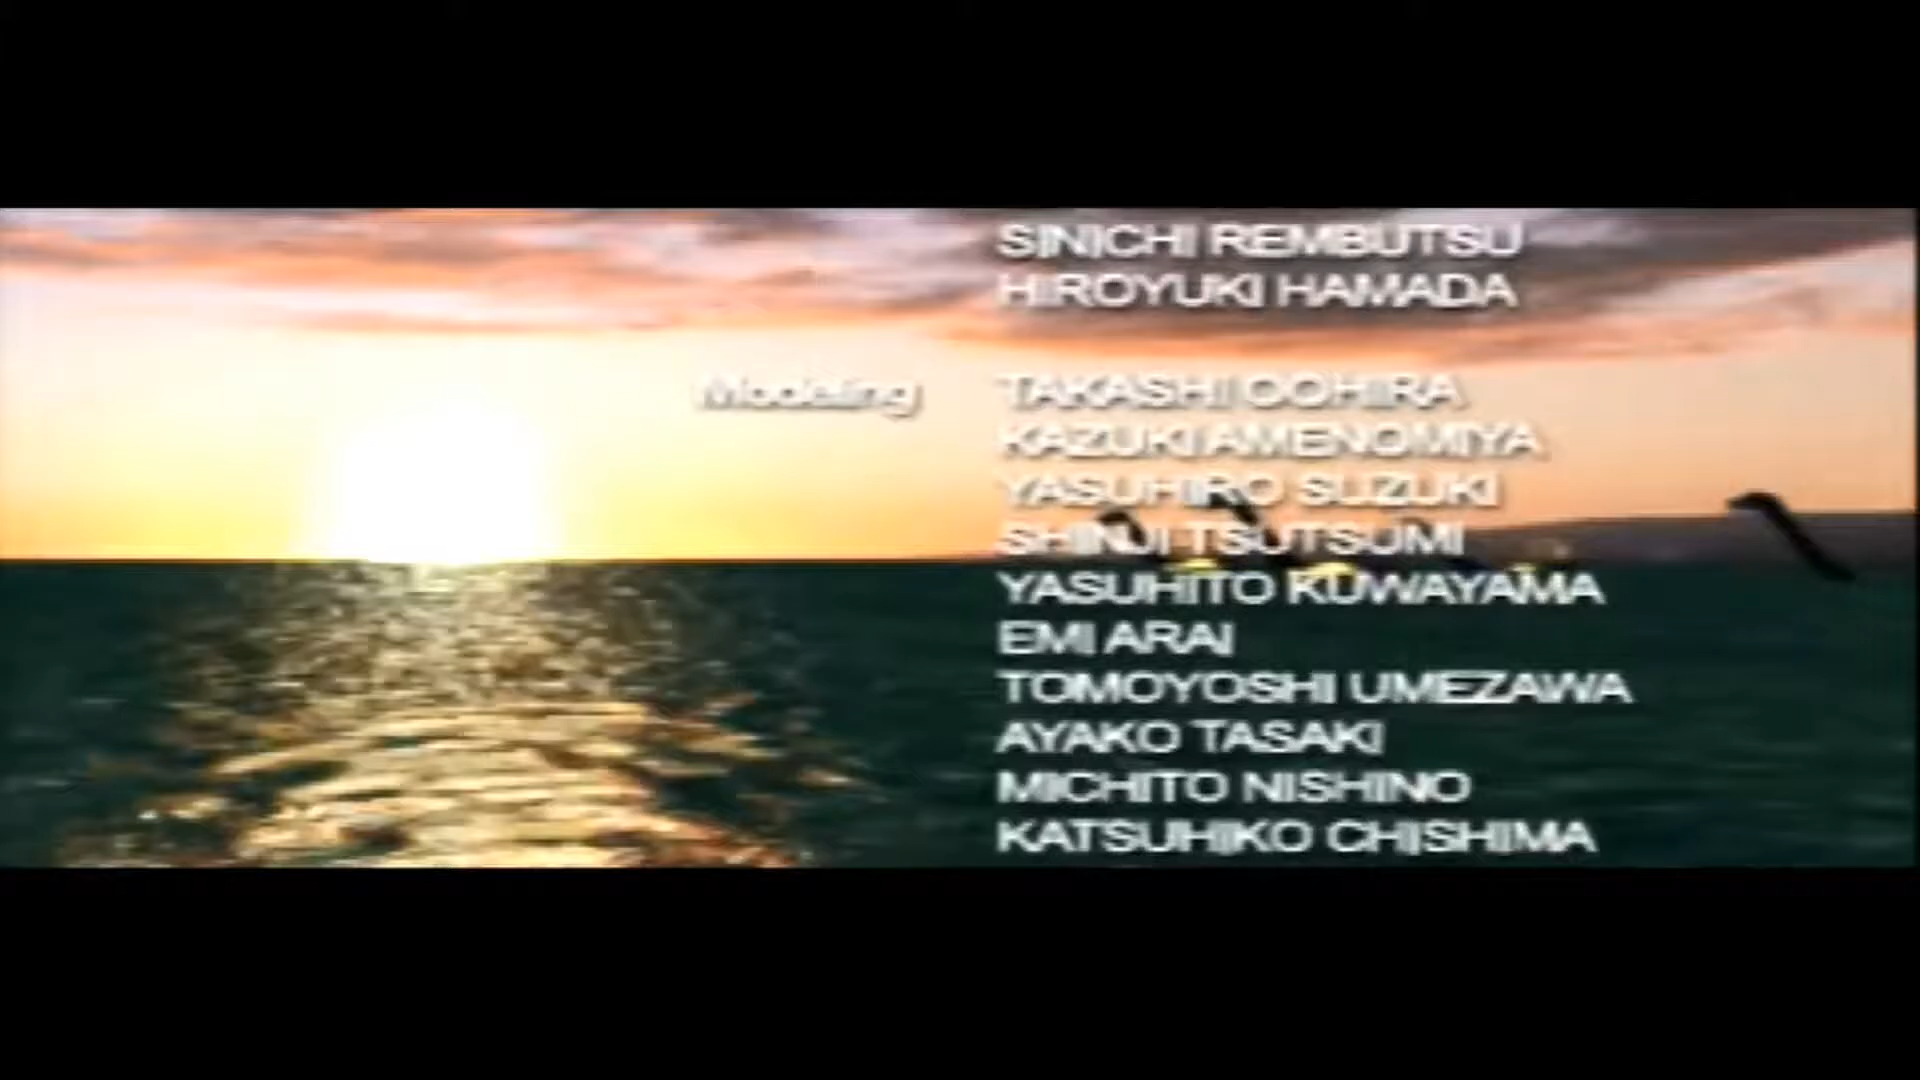 SINICHI REMBUTSU
HIROYUKI HAMADA
Modeling TAKASHI OOHIRA
KAZUKI AMENOMIYA
YASUHIRO SUZUKI
SHINJI TSUTSUMI
YASUHITO KUWAYAMA
EMI ARAI
TOMOYOSHI UMEZAWA
AYAKO TASAKI
MICHITO NISHINO
KATSUHIKO CHISHIMA